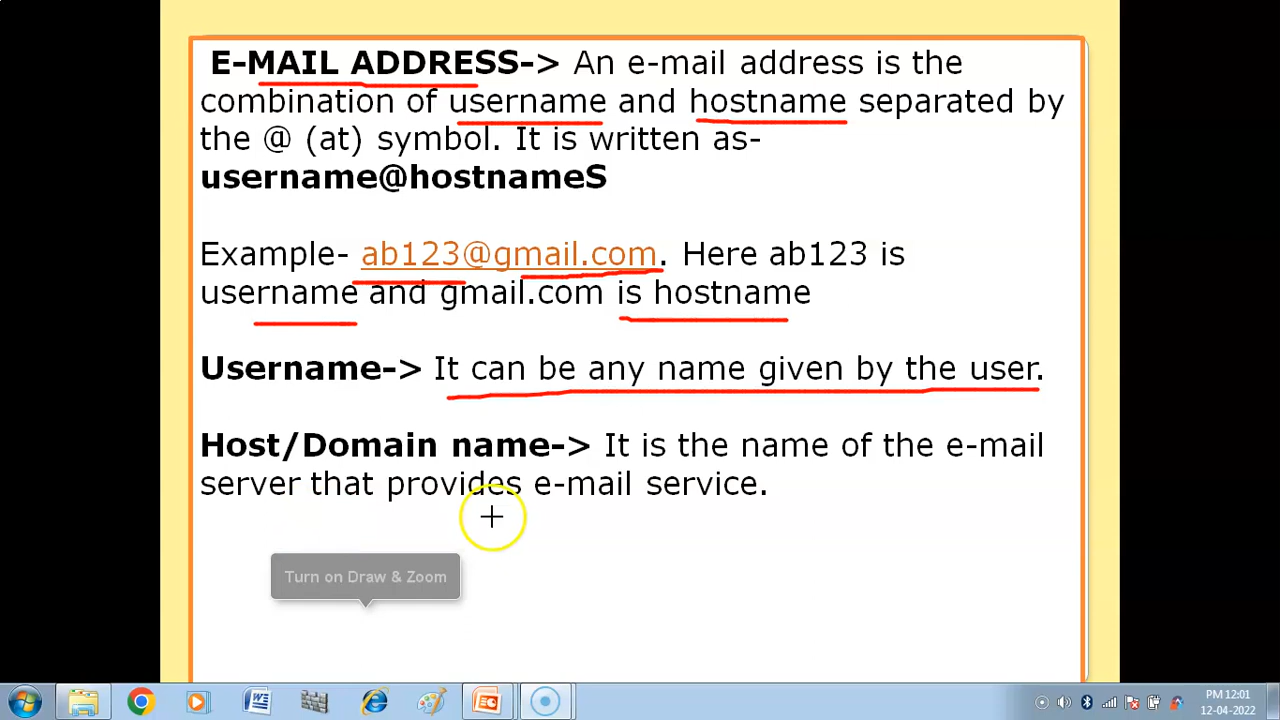 E-MAIL ADDRESS-> An e-mail address is the
combination of username and hostname separated by
the @ (at) symbol. It is written as-
username@hostnameS
Example- ab123@gmail.com. Here ab123 is
username and gmail.com is hostname
Username-> It can be any name given by the user.
Host/Domain name-> It is the name of the e-mail
server that provides e-mail service.
Turn on Draw & Zoom
PM 12:01
12-04-2022